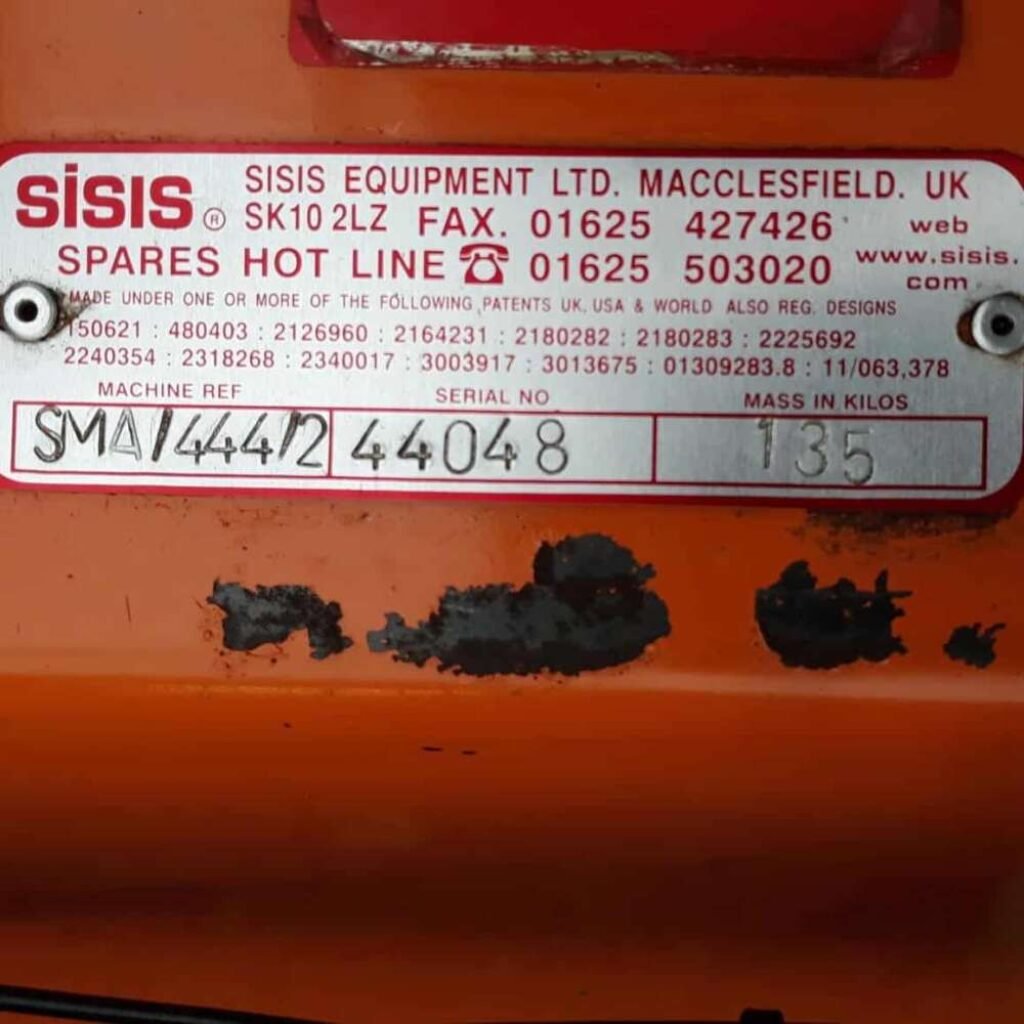 SiSIS ® SISIS EQUIPMENT LTD. MACCLESFIELD. UK
SK10 2LZ FAX. 01625 427426 web
SPARES HOT LINE ☎ 01625 503020 www.sisis.
com
MADE UNDER ONE OR MORE OF THE FOLLOWING PATENTS UK, USA & WORLD ALSO REG. DESIGNS
150621 : 480403 : 2126960 : 2164231 : 2180282 : 2180283 : 2225692
2240354 : 2318268 : 2340017 : 3003917 : 3013675 : 01309283.8 : 11/063,378
MACHINE REF SERIAL NO MASS IN KILOS
SMA/444/2 44048 135